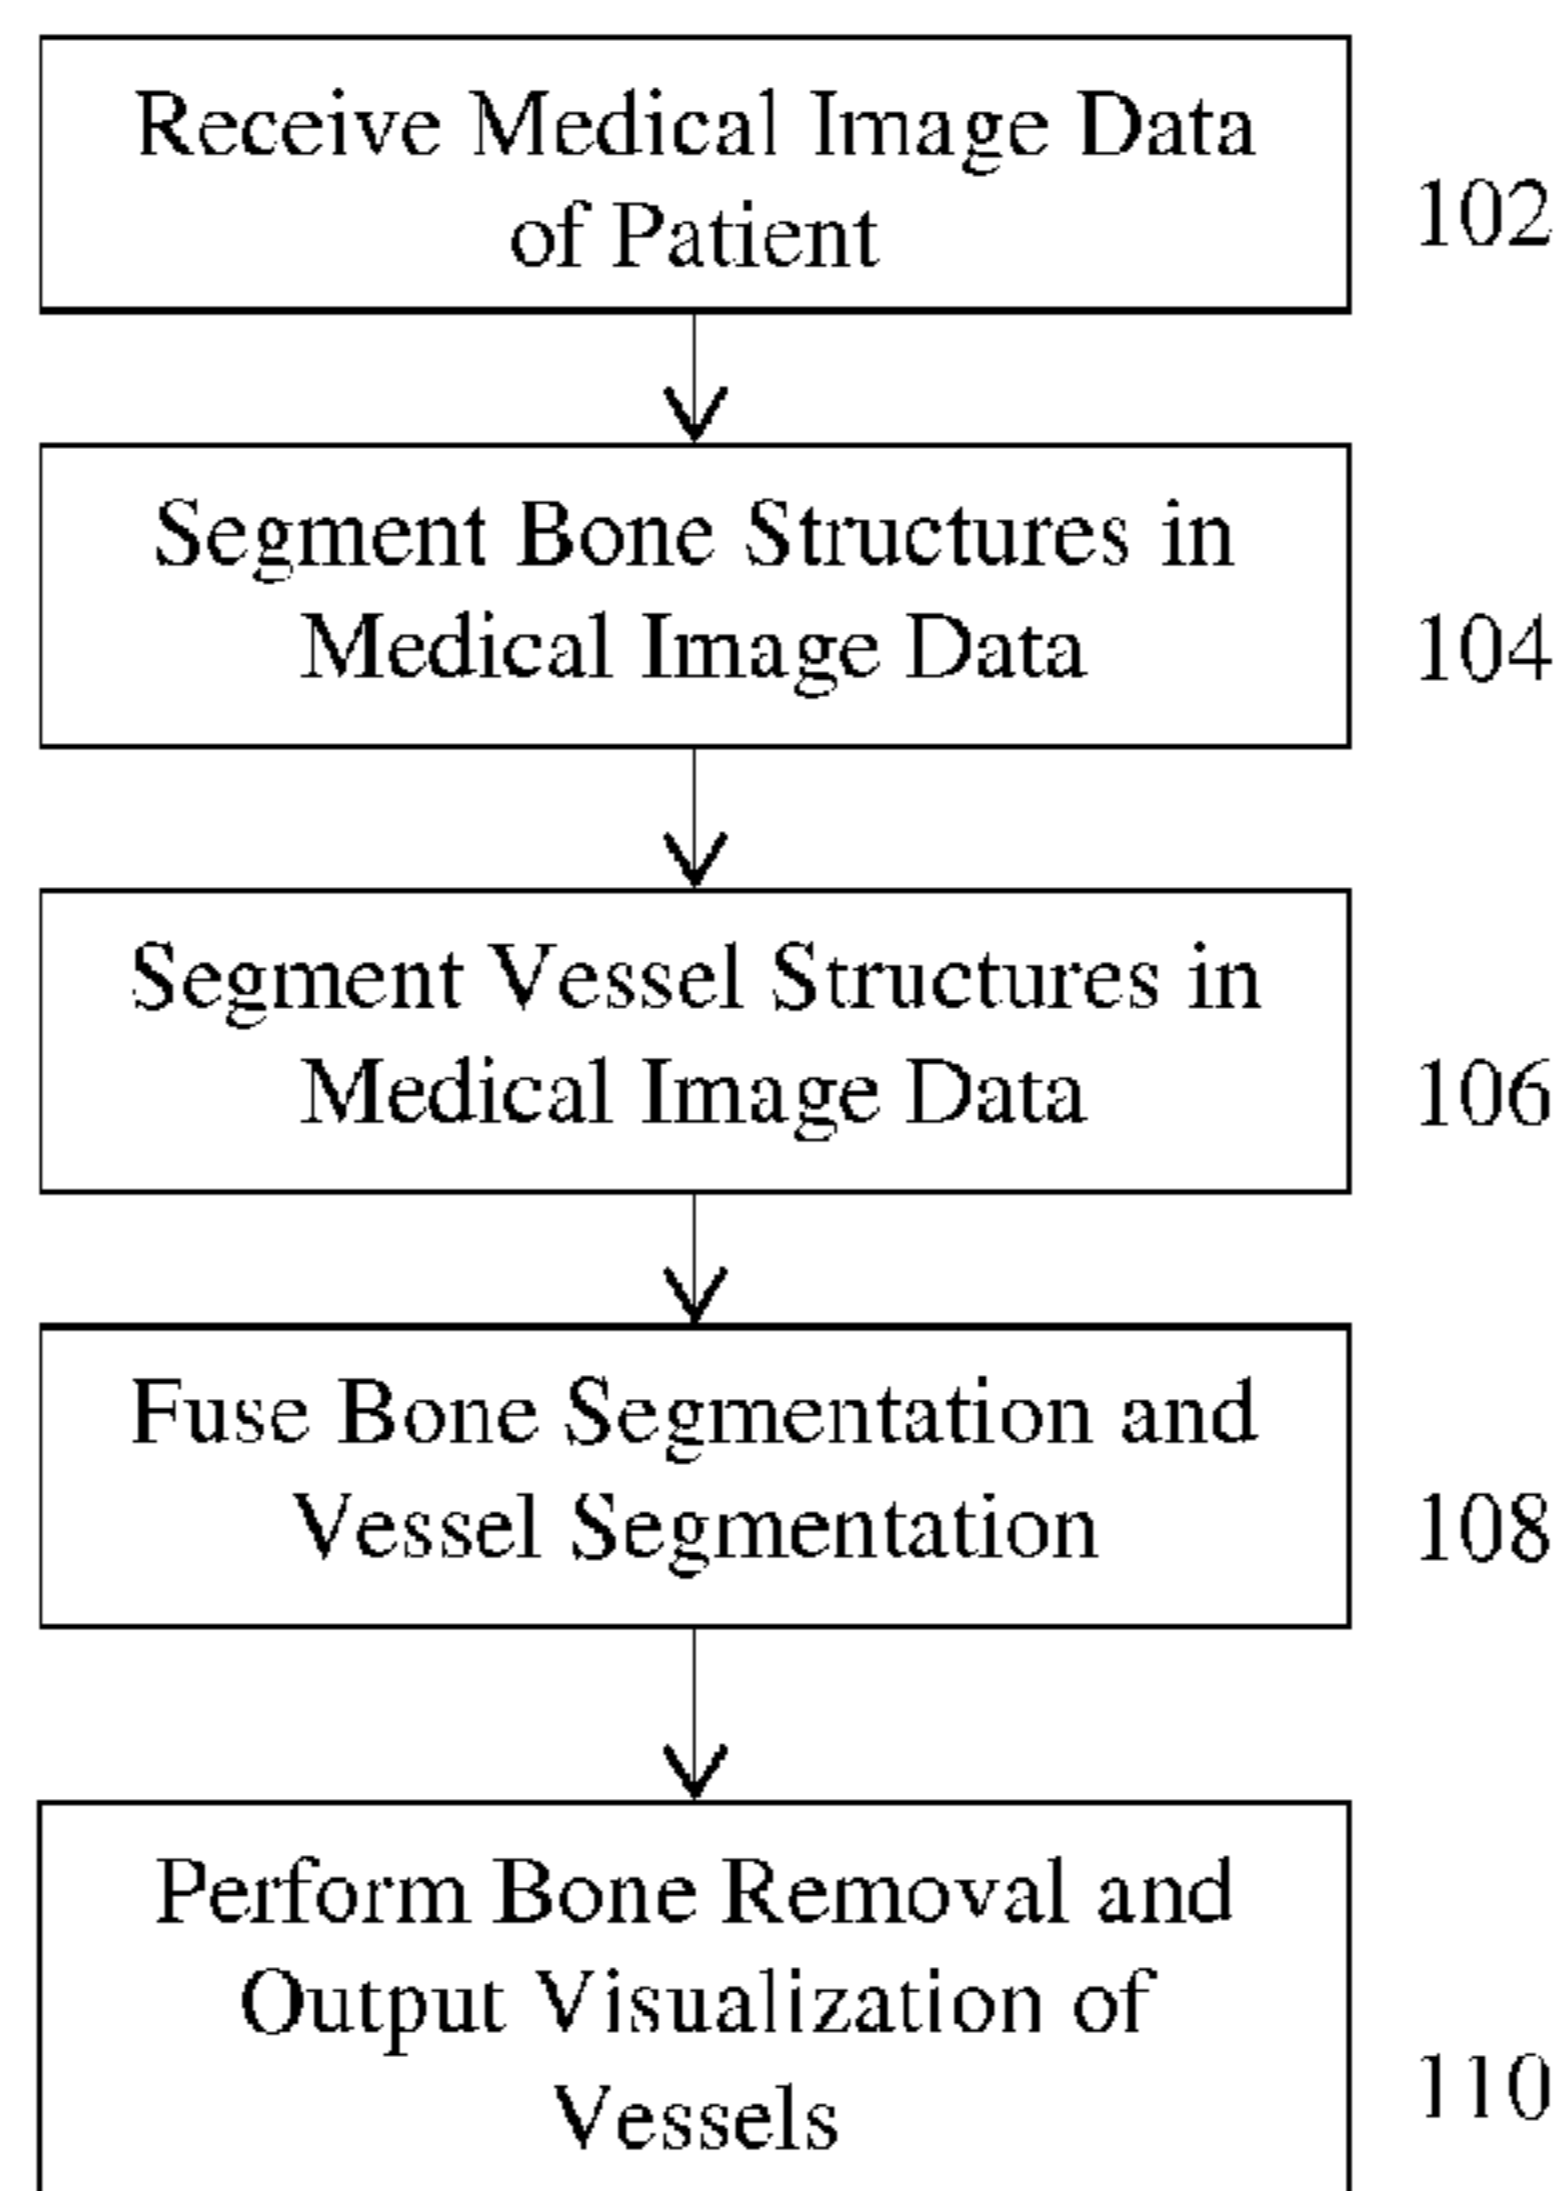 Receive Medical Image Data
of Patient
102
Segment Bone Structures in
Medical Image Data
104
Segment Vessel Structures in
Medical Image Data
106
Fuse Bone Segmentation and
Vessel Segmentation
108
Perform Bone Removal and
Output Visualization of
Vessels
110